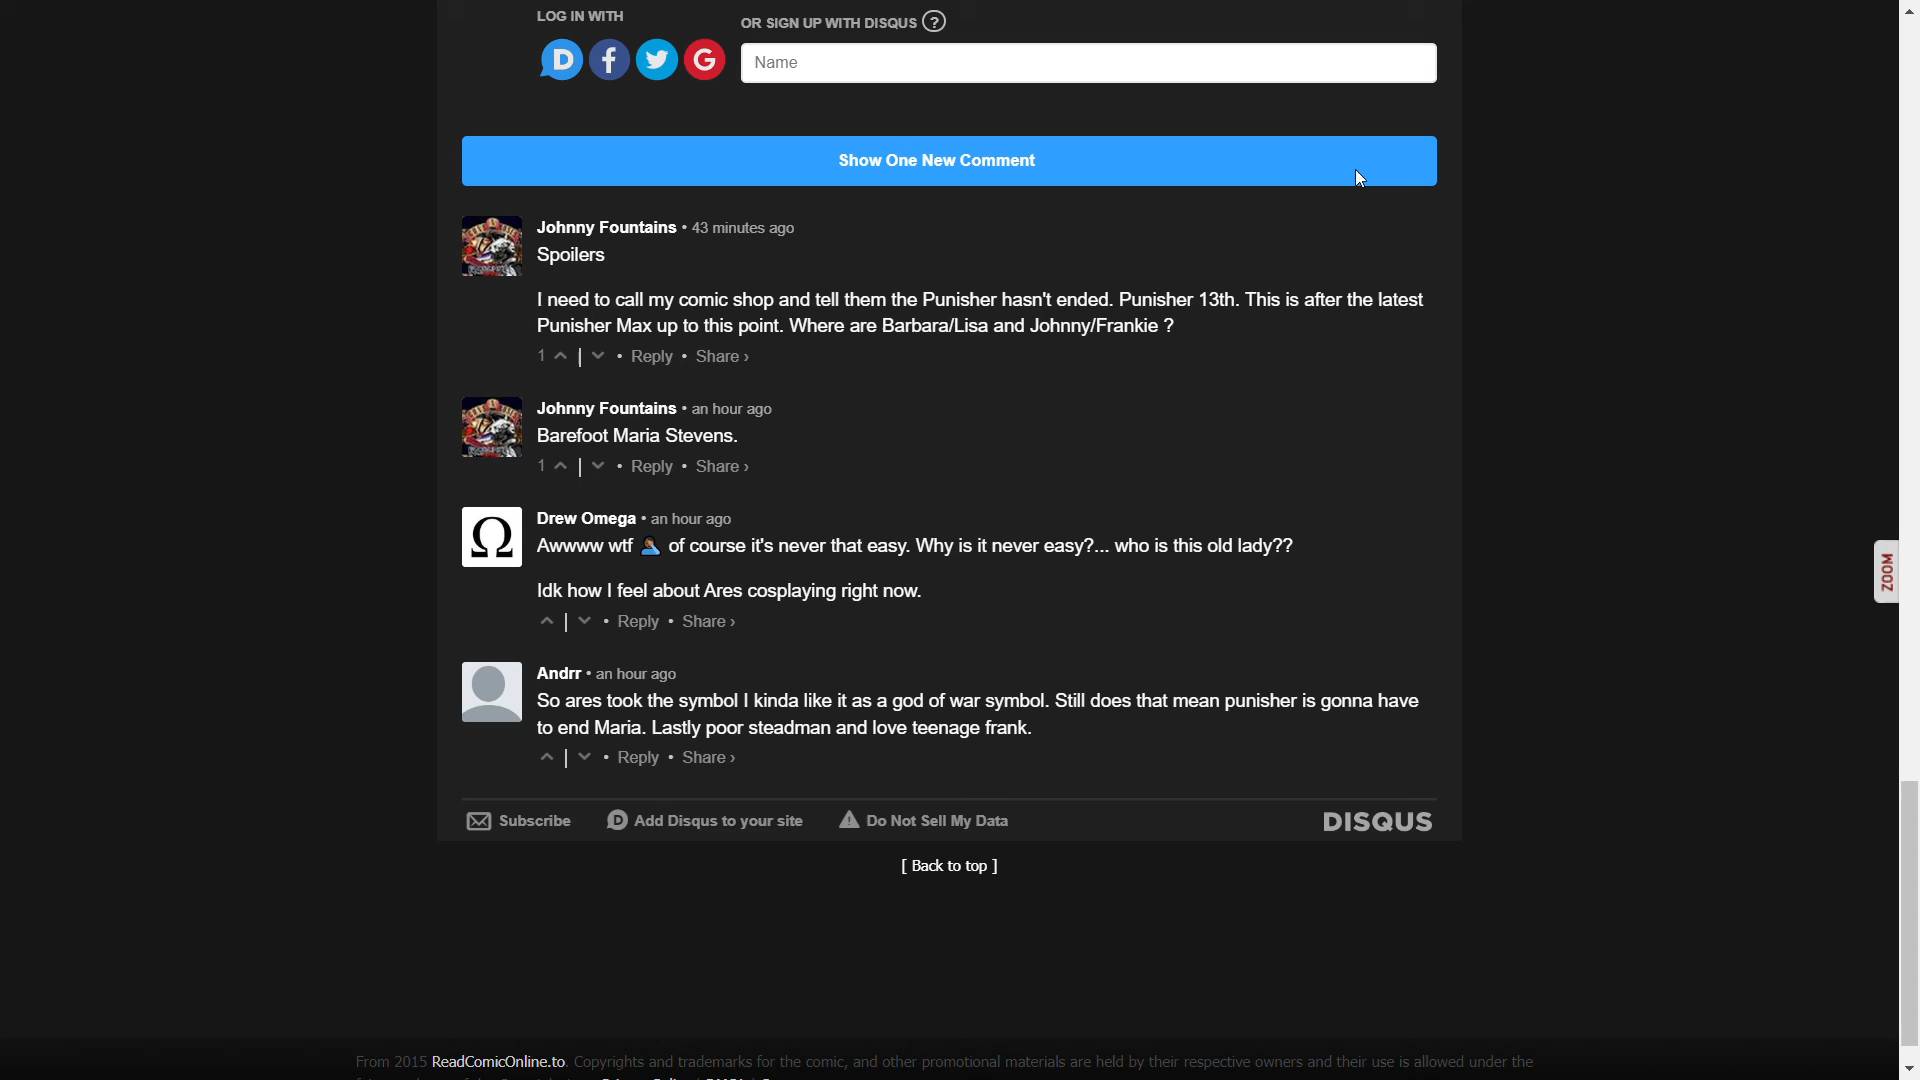 LOG IN WITH
OR SIGN UP WITH DISQUS ?
D f G
Name
Show One New Comment
Johnny Fountains • 43 minutes ago
Spoilers
I need to call my comic shop and tell them the Punisher hasn't ended. Punisher 13th. This is after the latest
Punisher Max up to this point. Where are Barbara/Lisa and Johnny/Frankie ?
1 | • Reply • Share ›
Johnny Fountains • an hour ago
Barefoot Maria Stevens.
1 | • Reply • Share ›
Ω
Drew Omega • an hour ago
Awwww wtf 🤦🏾 of course it's never that easy. Why is it never easy?... who is this old lady??
Idk how I feel about Ares cosplaying right now.
| • Reply • Share ›
Andrr • an hour ago
So ares took the symbol I kinda like it as a god of war symbol. Still does that mean punisher is gonna have
to end Maria. Lastly poor steadman and love teenage frank.
| • Reply • Share ›
Subscribe D Add Disqus to your site Do Not Sell My Data DISQUS
[ Back to top ]
ZOOM
From 2015 ReadComicOnline.to. Copyrights and trademarks for the comic, and other promotional materials are held by their respective owners and their use is allowed under the